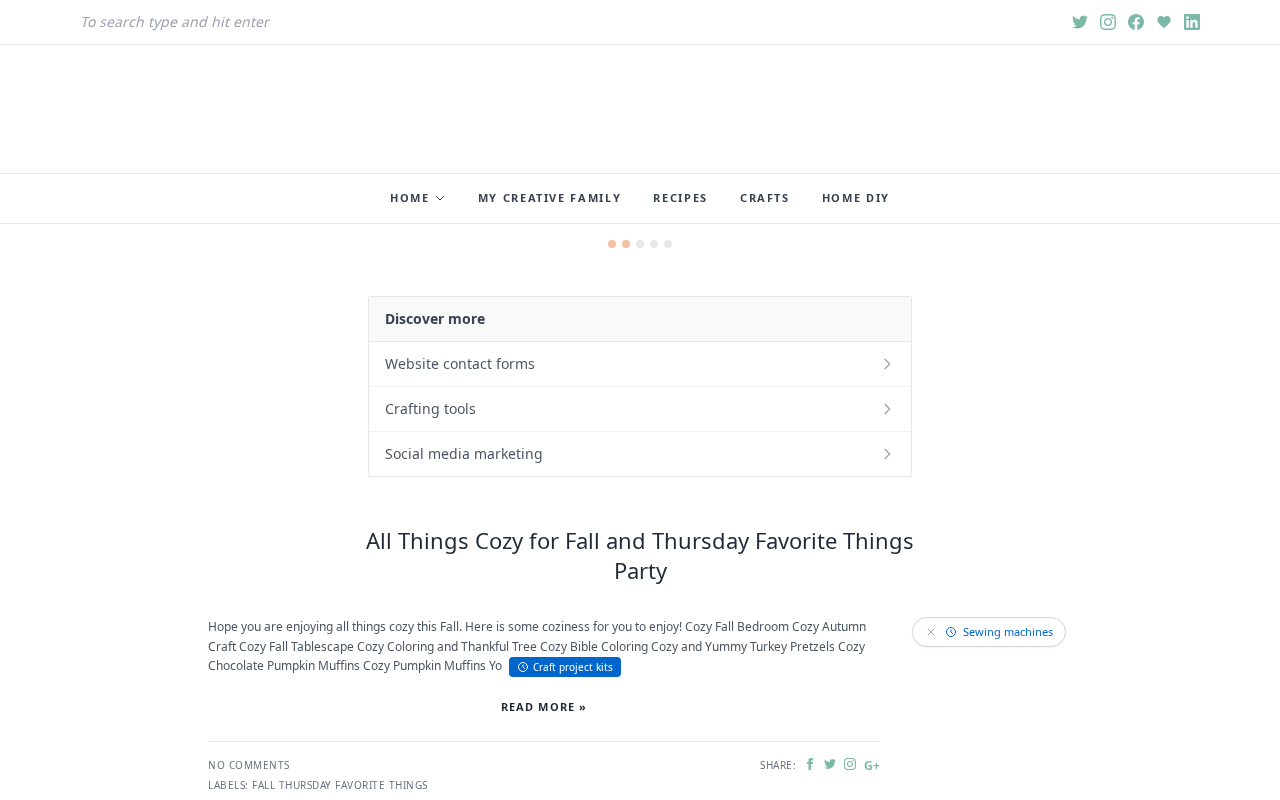 To search type and hit enter
HOME MY CREATIVE FAMILY RECIPES CRAFTS HOME DIY
Discover more
Website contact forms
Crafting tools
Social media marketing
All Things Cozy for Fall and Thursday Favorite Things
Party
Hope you are enjoying all things cozy this Fall. Here is some coziness for you to enjoy! Cozy Fall Bedroom Cozy Autumn
Craft Cozy Fall Tablescape Cozy Coloring and Thankful Tree Cozy Bible Coloring Cozy and Yummy Turkey Pretzels Cozy
Chocolate Pumpkin Muffins Cozy Pumpkin Muffins Yo Craft project kits
Sewing machines
READ MORE »
NO COMMENTS
SHARE: G+
LABELS: FALL THURSDAY FAVORITE THINGS